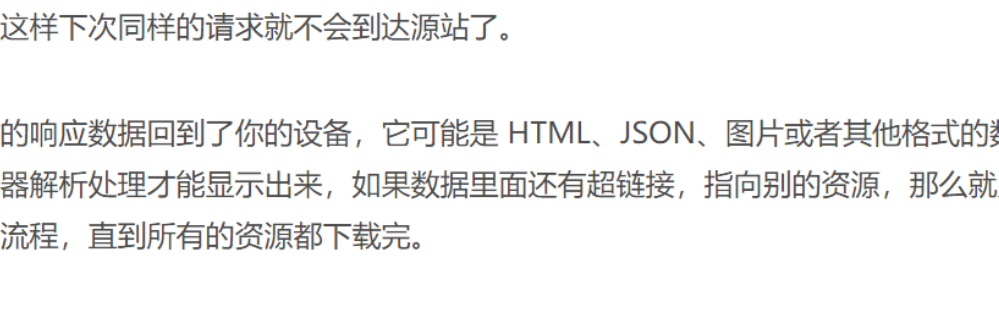 这样下次同样的请求就不会到达源站了。
的响应数据回到了你的设备，它可能是 HTML、JSON、图片或者其他格式的
器解析处理才能显示出来，如果数据里面还有超链接，指向别的资源，那么就
流程，直到所有的资源都下载完。